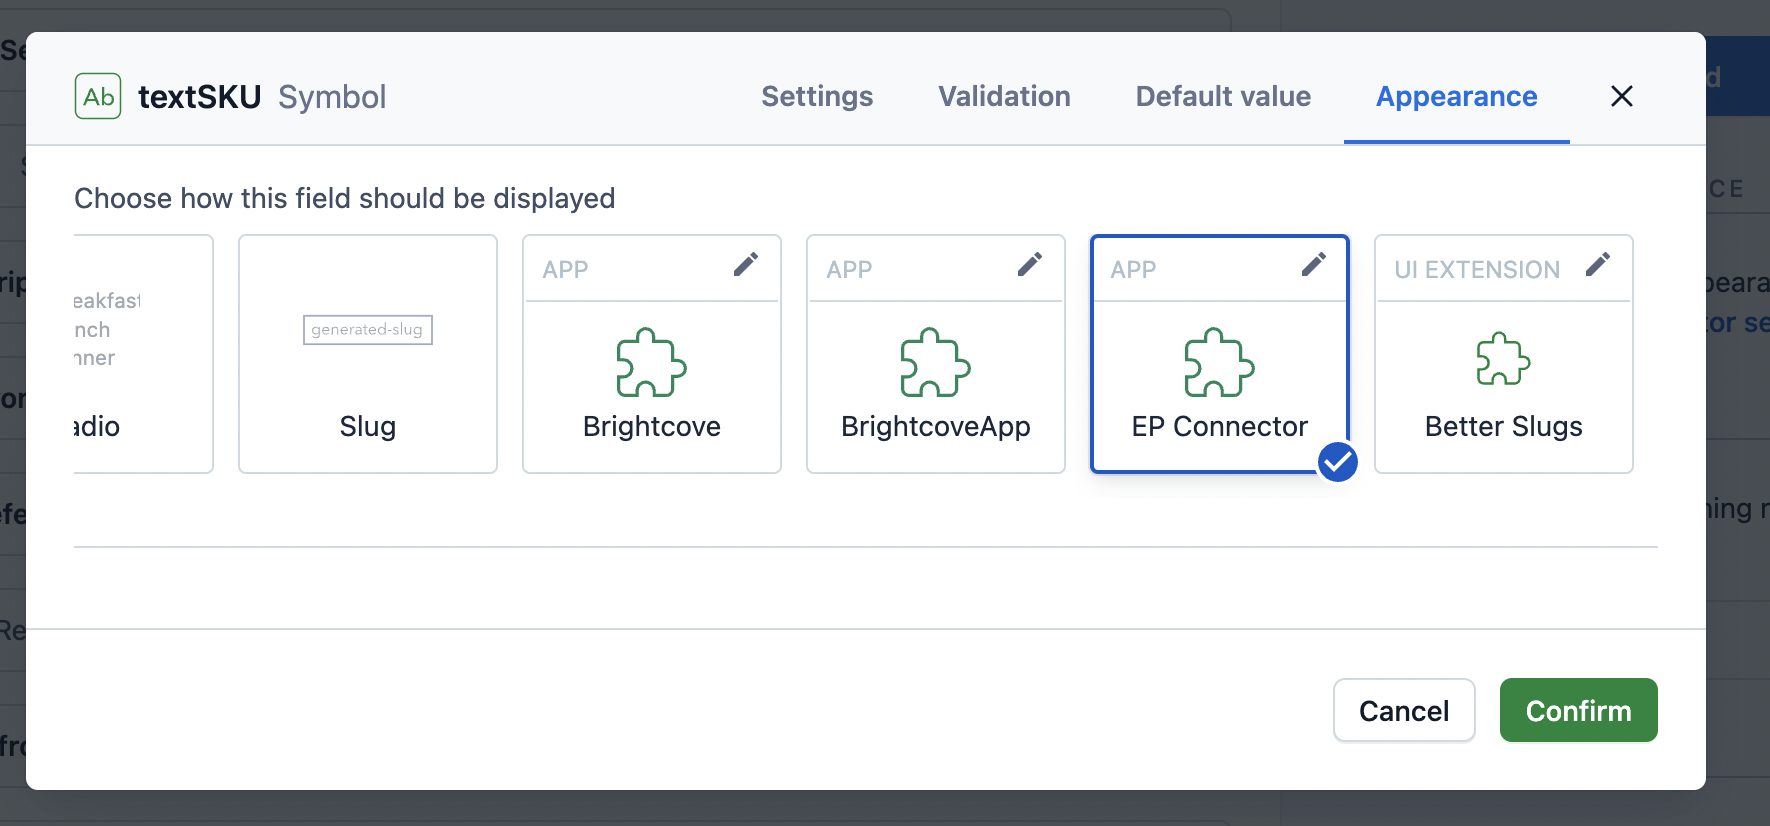 Ab textSKU Symbol Settings Validation Default value Appearance
Choose how this field should be displayed
eakfast
nch
nner
adio
generated-slug
Slug
APP
Brightcove
APP
BrightcoveApp
APP
EP Connector
UI EXTENSION
Better Slugs
Cancel Confirm